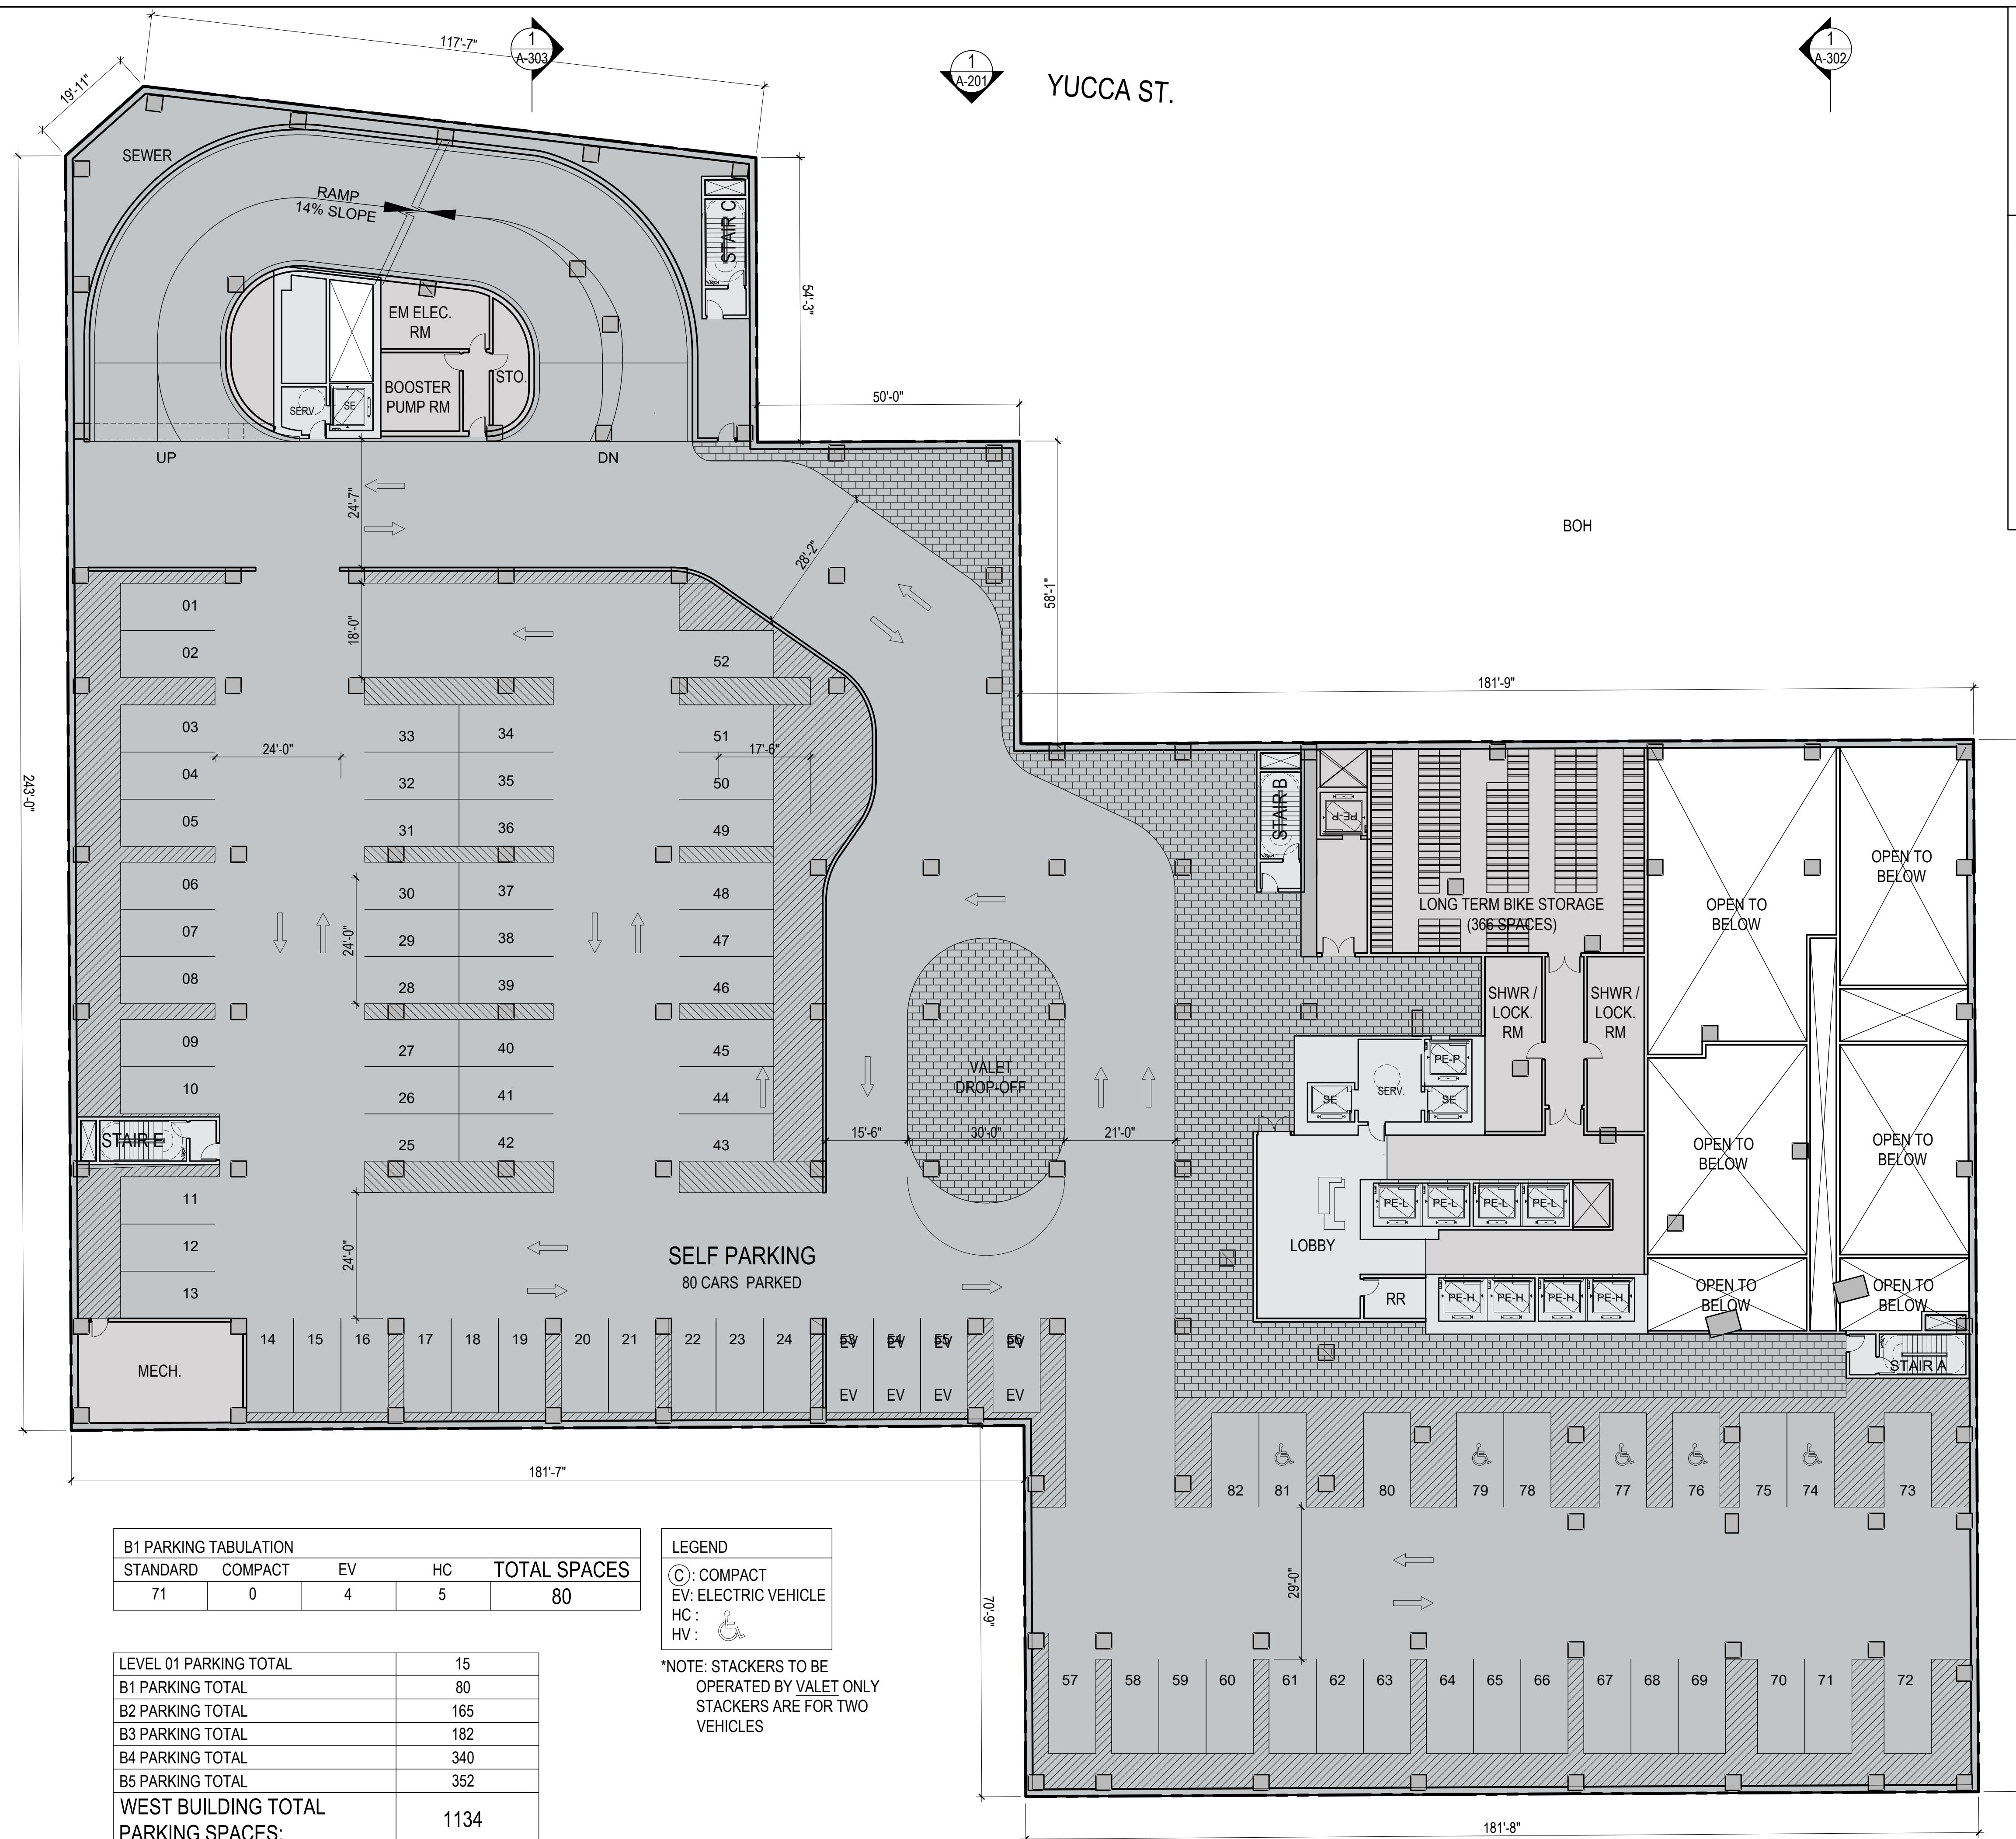 117'-7"
1
A-303
1
A-201
YUCCA ST.
1
A-302
19'-11"
SEWER
RAMP
14% SLOPE
STAIR C
54'-3"
EM ELEC.
RM
BOOSTER
PUMP RM
STO.
SERV.
SE
UP
DN
50'-0"
24'-7"
28'-2"
58'-1"
BOH
243'-0"
01
02
18'-0"
52
181'-9"
03
04
05
24'-0"
33
34
32
35
31
36
51
17'-6"
50
49
06
07
08
30
37
29
38
28
39
24'-0"
48
47
46
09
10
27
40
26
41
25
42
45
44
43
STAIR E
11
12
13
24'-0"
STAIR B
PE-P
LONG TERM BIKE STORAGE
(366 SPACES)
OPEN TO
BELOW
OPEN TO
BELOW
SHWR /
LOCK.
RM
SHWR /
LOCK.
RM
VALET
DROP-OFF
15'-6"
30'-0"
21'-0"
PE-P
SE
SERV.
SE
OPEN TO
BELOW
OPEN TO
BELOW
PE-L
PE-L
PE-L
PE-L
LOBBY
SELF PARKING
80 CARS PARKED
RR
PE-H
PE-H
PE-H
PE-H
OPEN TO
BELOW
OPEN TO
BELOW
STAIR A
MECH.
14
15
16
17
18
19
20
21
22
23
24
53
EV
54
EV
55
EV
56
EV
EV
EV
EV
EV
181'-7"
82
81
80
79
78
77
76
75
74
73
29'-0"
70'-9"
57
58
59
60
61
62
63
64
65
66
67
68
69
70
71
72
181'-8"
B1 PARKING TABULATION
STANDARD COMPACT EV HC TOTAL SPACES
71 0 4 5 80
LEGEND
C : COMPACT
EV: ELECTRIC VEHICLE
HC :
HV :
*NOTE: STACKERS TO BE
OPERATED BY VALET ONLY
STACKERS ARE FOR TWO
VEHICLES
LEVEL 01 PARKING TOTAL 15
B1 PARKING TOTAL 80
B2 PARKING TOTAL 165
B3 PARKING TOTAL 182
B4 PARKING TOTAL 340
B5 PARKING TOTAL 352
WEST BUILDING TOTAL
PARKING SPACES: 1134